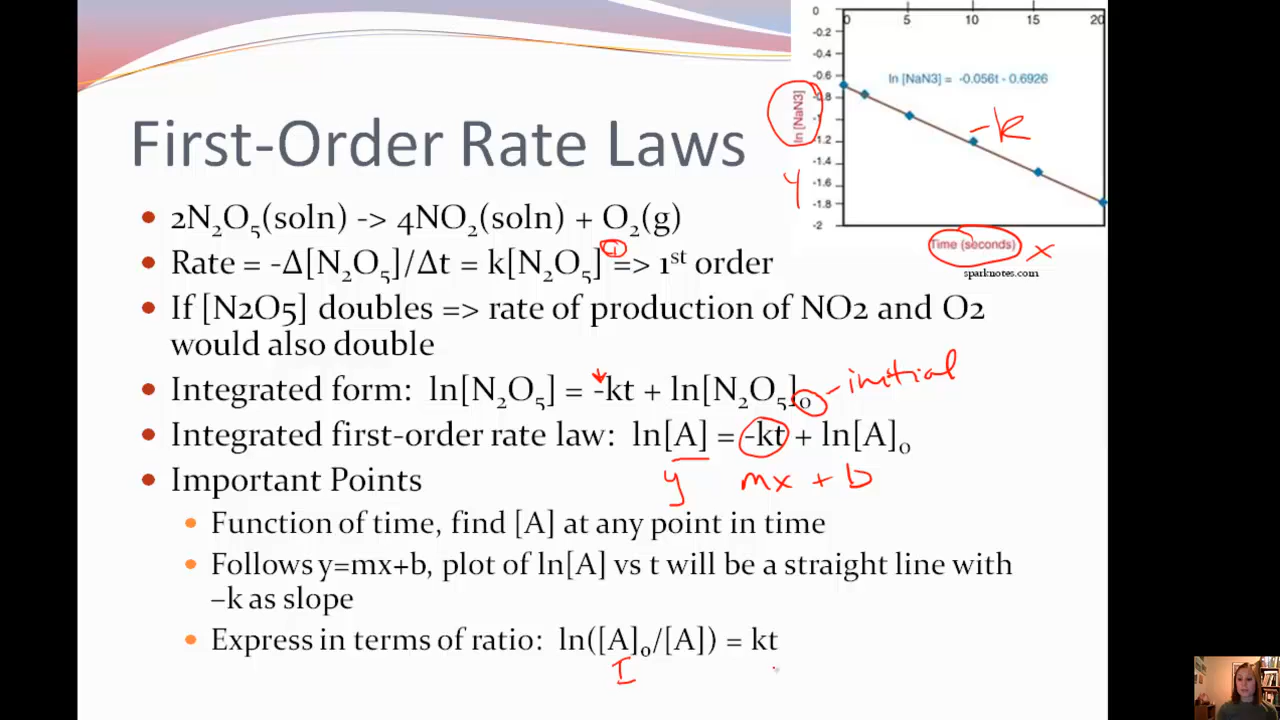 First-Order Rate Laws
• 2N₂O₅(soln) -> 4NO₂(soln) + O₂(g)
• Rate = -Δ[N₂O₅]/Δt = k[N₂O₅] => 1ˢᵗ order
• If [N2O5] doubles => rate of production of NO2 and O2
would also double
• Integrated form: ln[N₂O₅] = -kt + ln[N₂O₅]₀ - initial
• Integrated first-order rate law: ln[A] = -kt + ln[A]₀
y mx + b
• Important Points
• Function of time, find [A] at any point in time
• Follows y=mx+b, plot of ln[A] vs t will be a straight line with
–k as slope
• Express in terms of ratio: ln([A]₀/[A]) = kt
I
0 0 5 10 15 20
-0.2
-0.4
-0.6
-0.8
-1
-1.2
-1.4
-1.6
-1.8
-2
ln [NaN3] = -0.056t - 0.6926
-k
ln [NaN3]
y
Time (seconds) x
sparknotes.com